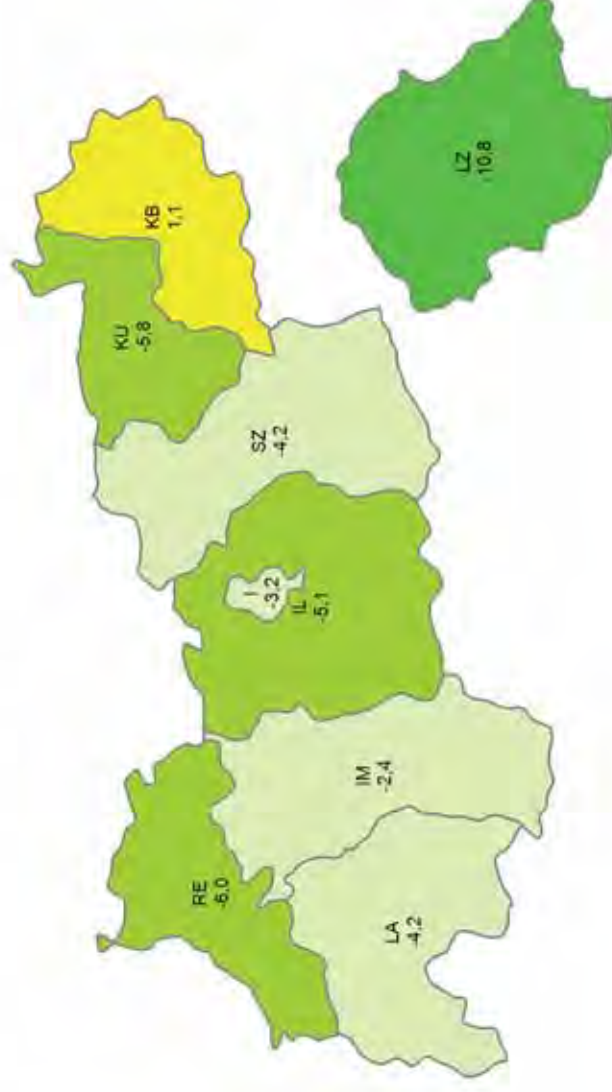 RE
-6,0
LA
-4,2
IM
-2,4
I
-3,2
IL
-5,1
SZ
-4,2
KU
-5,8
KB
1,1
LZ
-10,8